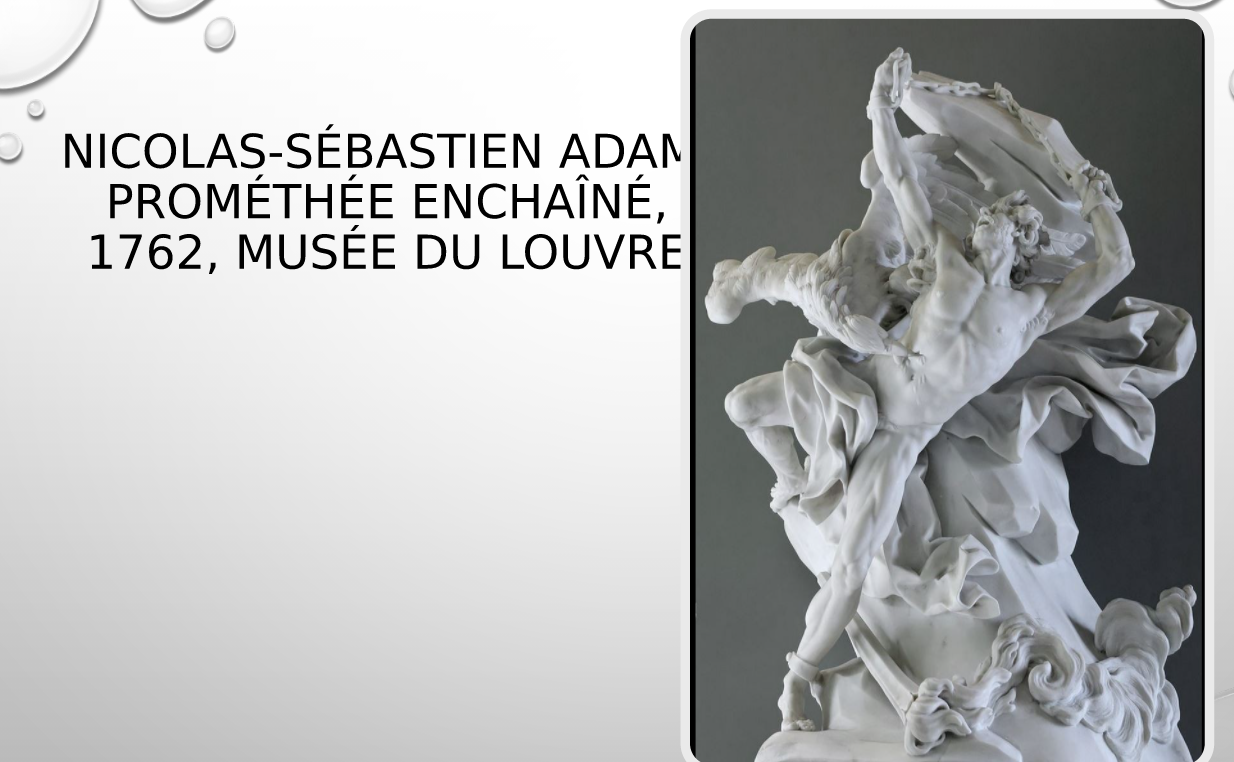 NICOLAS-SÉBASTIEN ADAM
PROMÉTHÉE ENCHAÎNÉ,
1762, MUSÉE DU LOUVRE